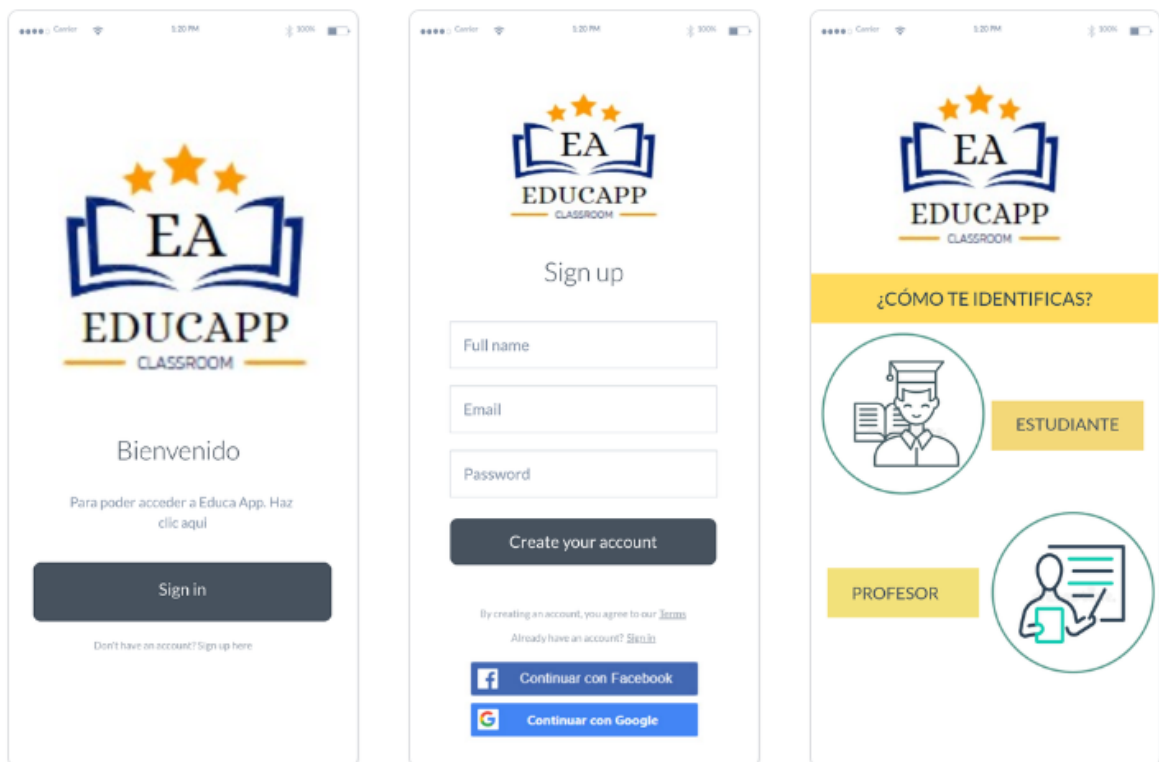 Carrier
1:20 PM
100%
EA
EDUCAPP
CLASSROOM
Bienvenido
Para poder acceder a Educa App. Haz
clic aqui
Sign in
Don't have an account? Sign up here
Carrier
1:20 PM
100%
EA
EDUCAPP
CLASSROOM
Sign up
Full name
Email
Password
Create your account
By creating an account, you agree to our Terms
Already have an account? Sign in
Continuar con Facebook
Continuar con Google
Carrier
1:20 PM
100%
EA
EDUCAPP
CLASSROOM
¿CÓMO TE IDENTIFICAS?
ESTUDIANTE
PROFESOR